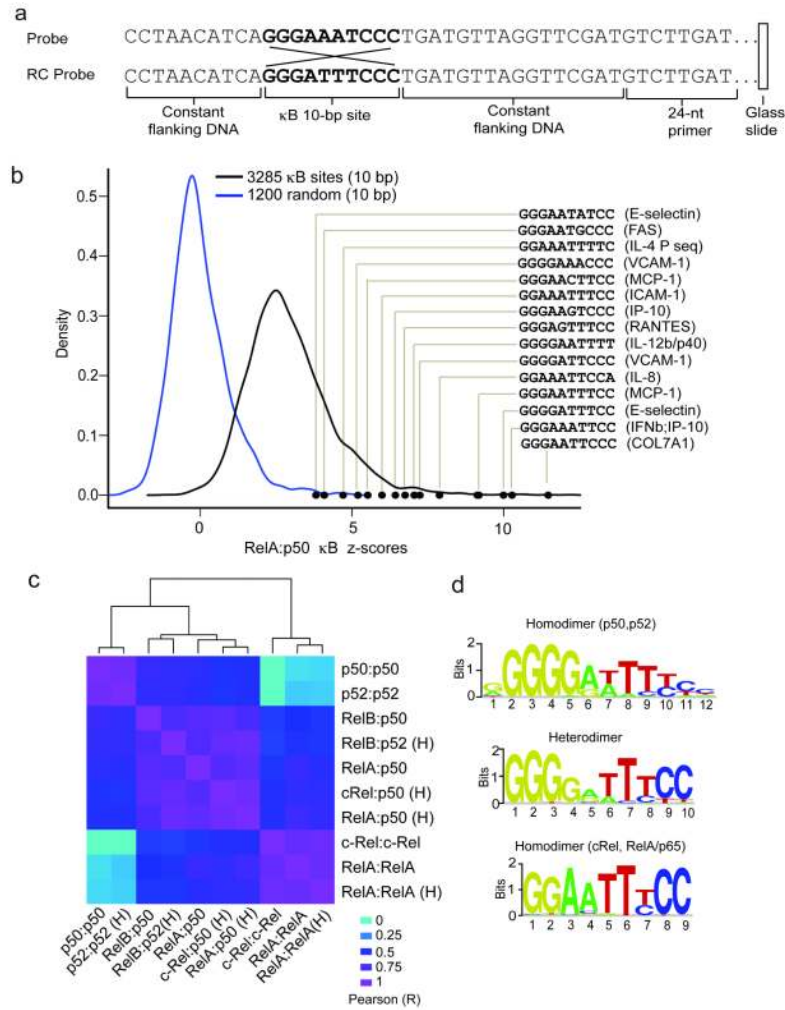 a
Probe CCTAACATCAGGGAAATCCCTGATGTTAGGTTCGATGTCTTGAT...
RC Probe CCTAACATCAGGGATTTCCCTGATGTTAGGTTCGATGTCTTGAT...
Constant flanking DNA
κB 10-bp site
Constant flanking DNA
24-nt primer
Glass slide
b
3285 κB sites (10 bp)
1200 random (10 bp)
Density
0.5
0.4
0.3
0.2
0.1
0.0
0 5 10
RelA:p50 κB z-scores
GGGAATATCC (E-selectin)
GGGAATGCCC (FAS)
GGAAATTTTC (IL-4 P seq)
GGGGAAACCC (VCAM-1)
GGGAACTTCC (MCP-1)
GGAAATTTCC (ICAM-1)
GGGAAGTCCC (IP-10)
GGGAGTTTCC (RANTES)
GGGGAATTTT (IL-12b/p40)
GGGGATTCCC (VCAM-1)
GGAAATTCCA (IL-8)
GGGAATTTCC (MCP-1)
GGGGATTTCC (E-selectin)
GGGAAATTCC (IFNb;IP-10)
GGGAATTCCC (COL7A1)
c
p50:p50
p52:p52
RelB:p50
RelB:p52 (H)
RelA:p50
cRel:p50 (H)
RelA:p50 (H)
c-Rel:c-Rel
RelA:RelA
RelA:RelA (H)
p50:p50
p52:p52 (H)
RelB:p50
RelB:p52(H)
RelA:p50
c-Rel:p50 (H)
RelA:p50 (H)
c-Rel:c-Rel
RelA:RelA
RelA:RelA(H)
0
0.25
0.5
0.75
1
Pearson (R)
d
Homodimer (p50,p52)
Bits
2
1
0
1 2 3 4 5 6 7 8 9 10 11 12
Heterodimer
Bits
2
1
0
1 2 3 4 5 6 7 8 9 10
Homodimer (cRel, RelA/p65)
Bits
2
1
0
1 2 3 4 5 6 7 8 9